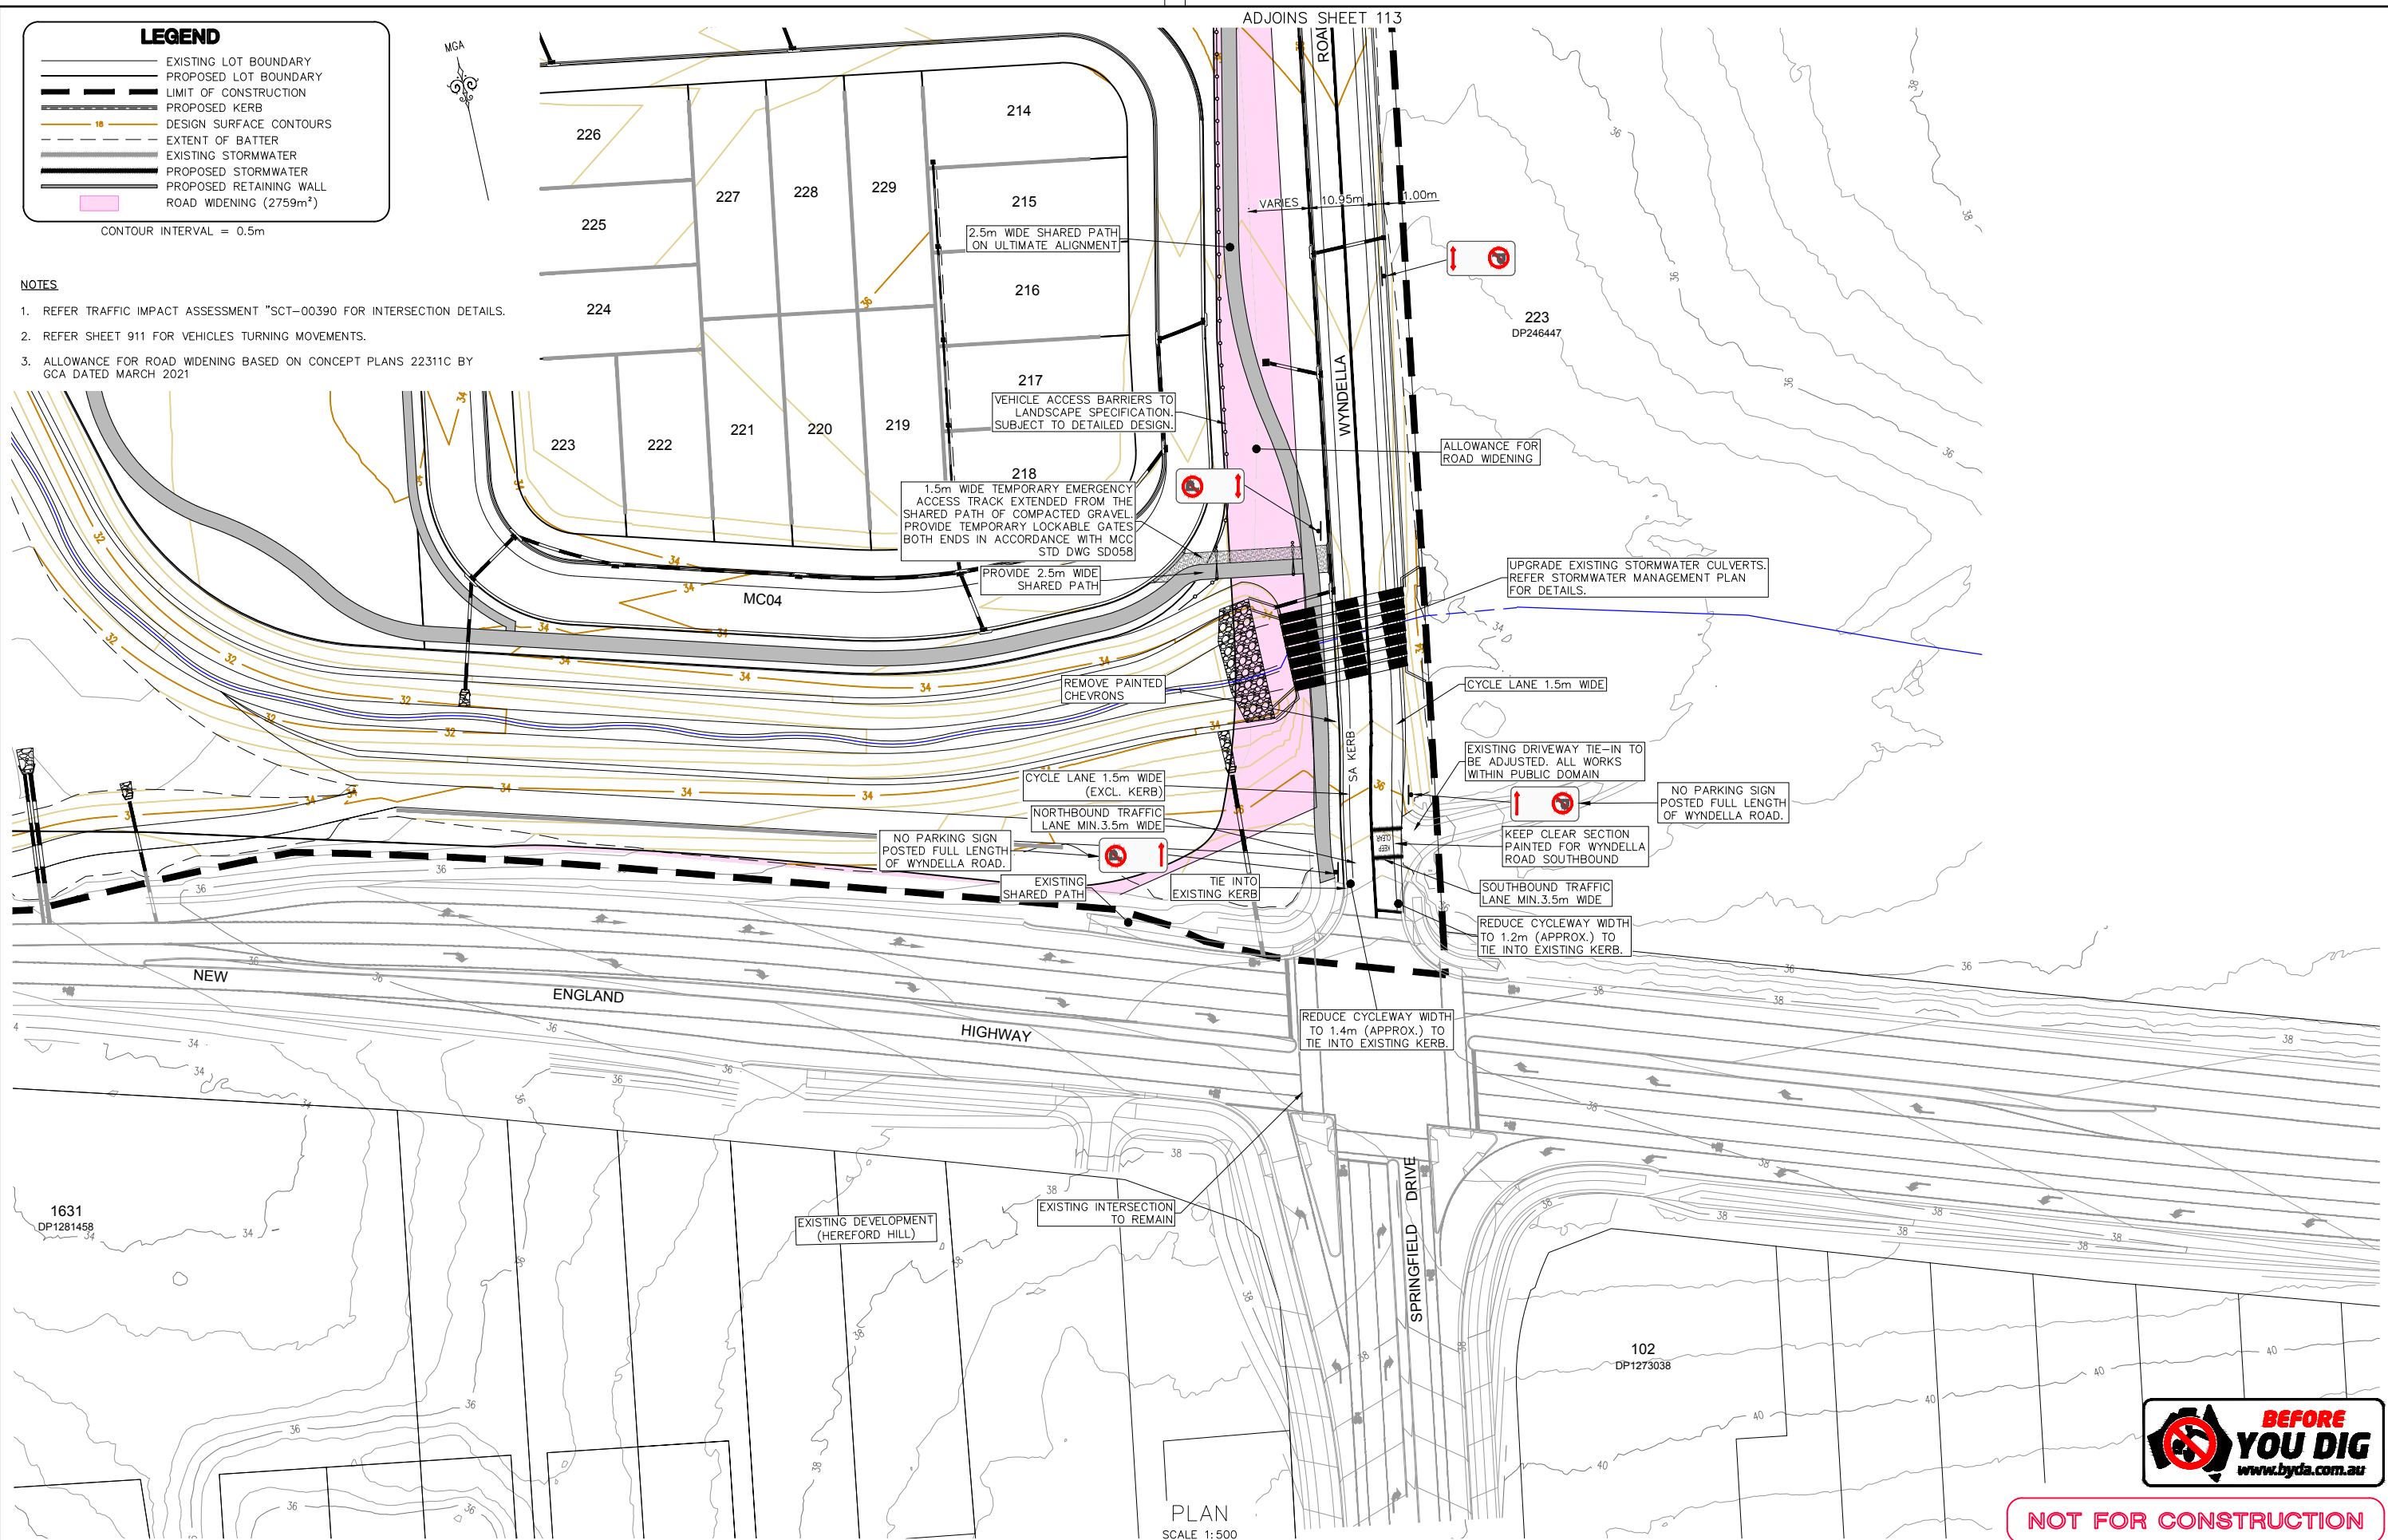 ADJOINS SHEET 113
LEGEND
EXISTING LOT BOUNDARY
PROPOSED LOT BOUNDARY
LIMIT OF CONSTRUCTION
PROPOSED KERB
18 DESIGN SURFACE CONTOURS
EXTENT OF BATTER
EXISTING STORMWATER
PROPOSED STORMWATER
PROPOSED RETAINING WALL
ROAD WIDENING (2759m²)
CONTOUR INTERVAL = 0.5m
MGA
NOTES
1. REFER TRAFFIC IMPACT ASSESSMENT "SCT-00390 FOR INTERSECTION DETAILS.
2. REFER SHEET 911 FOR VEHICLES TURNING MOVEMENTS.
3. ALLOWANCE FOR ROAD WIDENING BASED ON CONCEPT PLANS 22311C BY
GCA DATED MARCH 2021
226
225
224
227
228
229
214
215
216
217
218
223
222
221
220
219
MC04
VARIES
10.95m
1.00m
2.5m WIDE SHARED PATH
ON ULTIMATE ALIGNMENT
WYNDELLA
ROAD
223
DP246447
VEHICLE ACCESS BARRIERS TO
LANDSCAPE SPECIFICATION.
SUBJECT TO DETAILED DESIGN.
ALLOWANCE FOR
ROAD WIDENING
1.5m WIDE TEMPORARY EMERGENCY
ACCESS TRACK EXTENDED FROM THE
SHARED PATH OF COMPACTED GRAVEL.
PROVIDE TEMPORARY LOCKABLE GATES
BOTH ENDS IN ACCORDANCE WITH MCC
STD DWG SD058
PROVIDE 2.5m WIDE
SHARED PATH
UPGRADE EXISTING STORMWATER CULVERTS.
REFER STORMWATER MANAGEMENT PLAN
FOR DETAILS.
REMOVE PAINTED
CHEVRONS
CYCLE LANE 1.5m WIDE
SA KERB
EXISTING DRIVEWAY TIE-IN TO
BE ADJUSTED. ALL WORKS
WITHIN PUBLIC DOMAIN
CYCLE LANE 1.5m WIDE
(EXCL. KERB)
NORTHBOUND TRAFFIC
LANE MIN.3.5m WIDE
NO PARKING SIGN
POSTED FULL LENGTH
OF WYNDELLA ROAD.
NO PARKING SIGN
POSTED FULL LENGTH
OF WYNDELLA ROAD.
KEEP CLEAR SECTION
PAINTED FOR WYNDELLA
ROAD SOUTHBOUND
KEEP
CLEAR
EXISTING
SHARED PATH
TIE INTO
EXISTING KERB
SOUTHBOUND TRAFFIC
LANE MIN.3.5m WIDE
REDUCE CYCLEWAY WIDTH
TO 1.2m (APPROX.) TO
TIE INTO EXISTING KERB.
NEW
ENGLAND
HIGHWAY
REDUCE CYCLEWAY WIDTH
TO 1.4m (APPROX.) TO
TIE INTO EXISTING KERB.
1631
DP1281458
EXISTING DEVELOPMENT
(HEREFORD HILL)
EXISTING INTERSECTION
TO REMAIN
SPRINGFIELD DRIVE
102
DP1273038
PLAN
SCALE 1:500
BEFORE
YOU DIG
www.byda.com.au
NOT FOR CONSTRUCTION